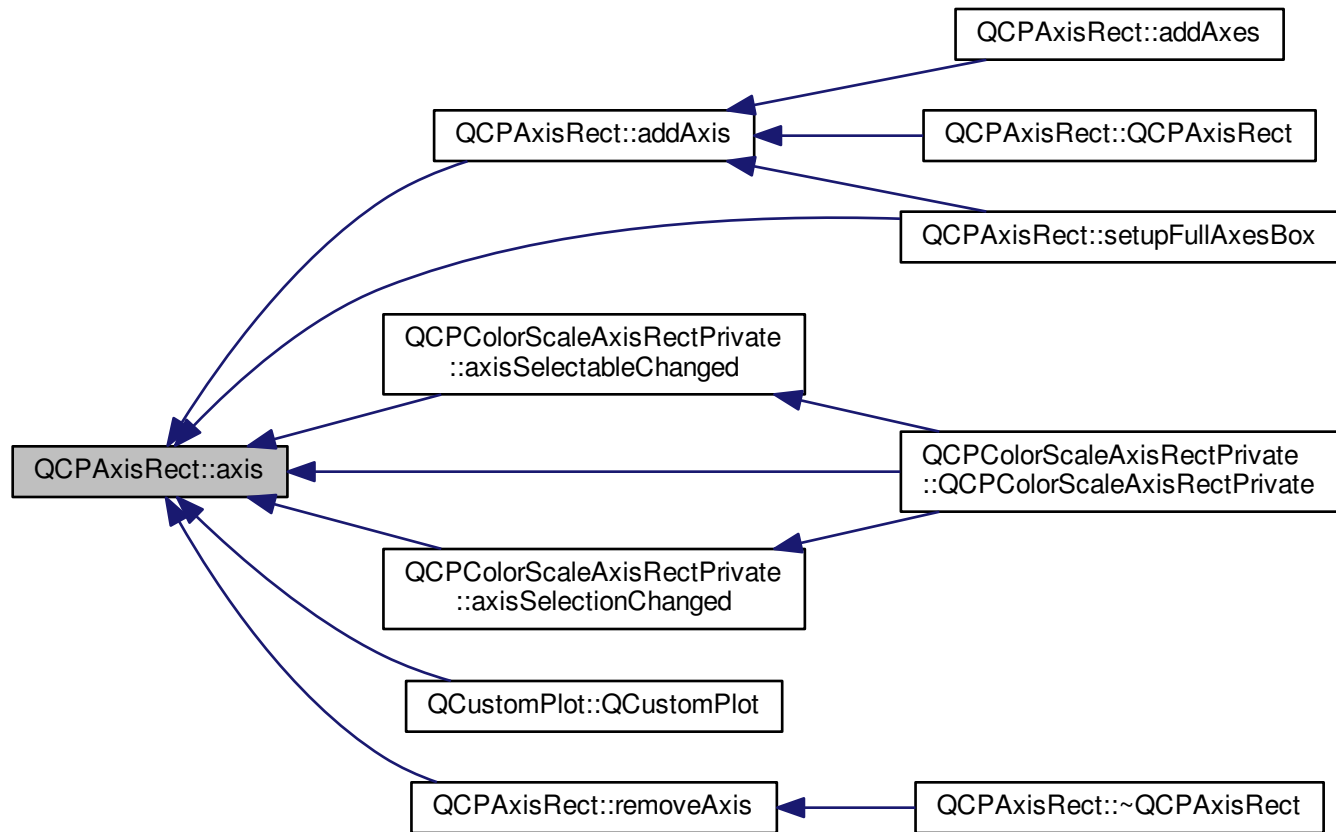 QCPAxisRect::addAxes
QCPAxisRect::addAxis
QCPAxisRect::QCPAxisRect
QCPAxisRect::setupFullAxesBox
QCPColorScaleAxisRectPrivate
::axisSelectableChanged
QCPAxisRect::axis
QCPColorScaleAxisRectPrivate
::QCPColorScaleAxisRectPrivate
QCPColorScaleAxisRectPrivate
::axisSelectionChanged
QCustomPlot::QCustomPlot
QCPAxisRect::removeAxis
QCPAxisRect::~QCPAxisRect